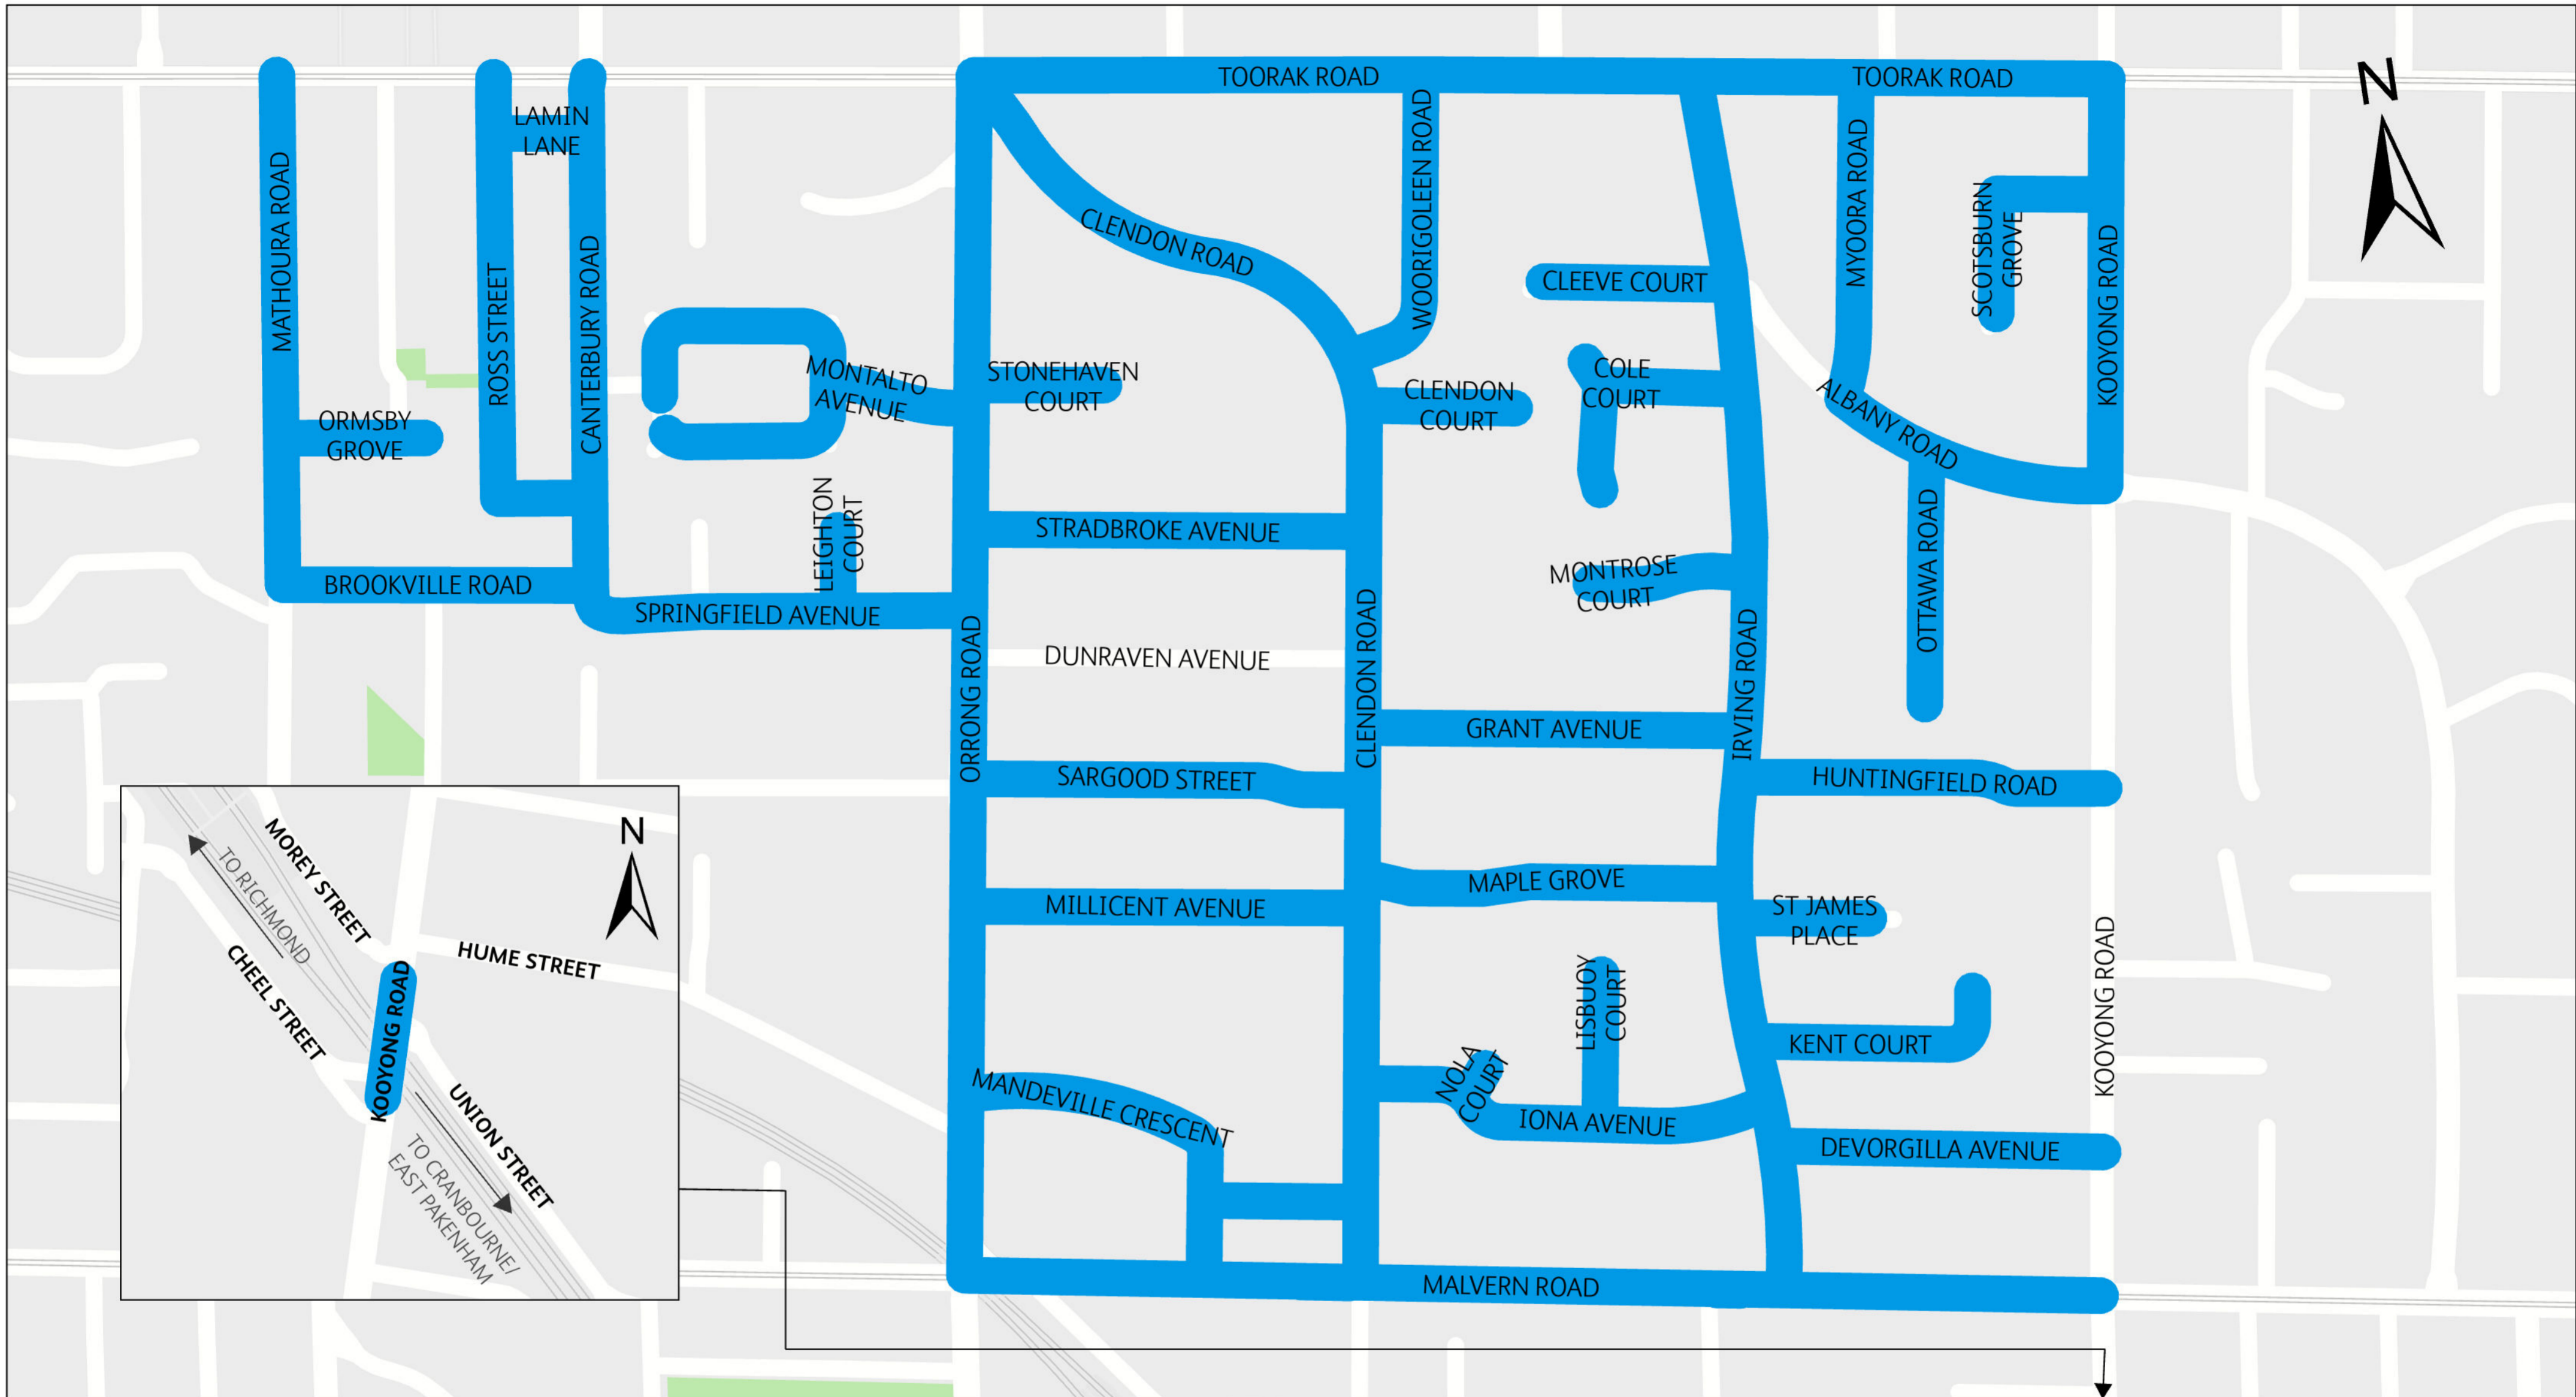 TOORAK ROAD
TOORAK ROAD
N
LAMIN
LANE
MATHOURA ROAD
ROSS STREET
CANTERBURY ROAD
CLENDON ROAD
WOORIGOLEEN ROAD
CLEEVE COURT
MYOORA ROAD
SCOTSBURN
GROVE
KOOYONG ROAD
ORMSBY
GROVE
MONTALTO
AVENUE
STONEHAVEN
COURT
CLENDON
COURT
COLE
COURT
ALBANY ROAD
LEIGHTON
COURT
STRADBROKE AVENUE
BROOKVILLE ROAD
SPRINGFIELD AVENUE
MONTROSE
COURT
OTTAWA ROAD
ORRONG ROAD
DUNRAVEN AVENUE
CLENDON ROAD
IRVING ROAD
GRANT AVENUE
SARGOOD STREET
HUNTINGFIELD ROAD
MILLICENT AVENUE
MAPLE GROVE
ST JAMES
PLACE
KOOYONG ROAD
LISBUOY
COURT
KENT COURT
NOLA
COURT
MANDEVILLE CRESCENT
IONA AVENUE
DEVORGILLA AVENUE
MALVERN ROAD
N
MOREY STREET
TO RICHMOND
CHEEL STREET
HUME STREET
KOOYONG ROAD
UNION STREET
TO CRANBOURNE/
EAST PAKENHAM